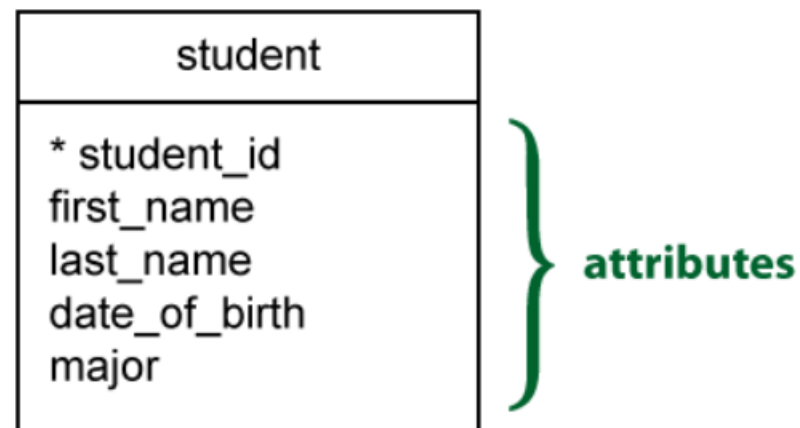 student
* student_id
first_name
last_name
date_of_birth
major
attributes